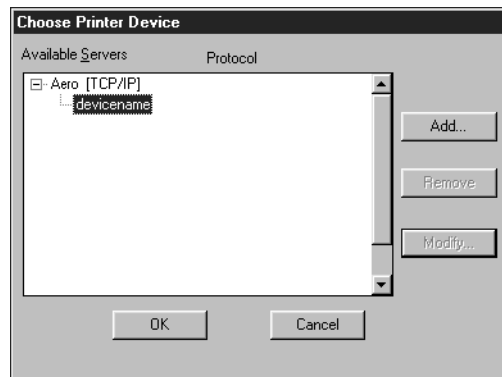 Choose Printer Device
Available Servers Protocol
Aero [TCP/IP]
devicename
Add...
Remove
Modify...
OK Cancel